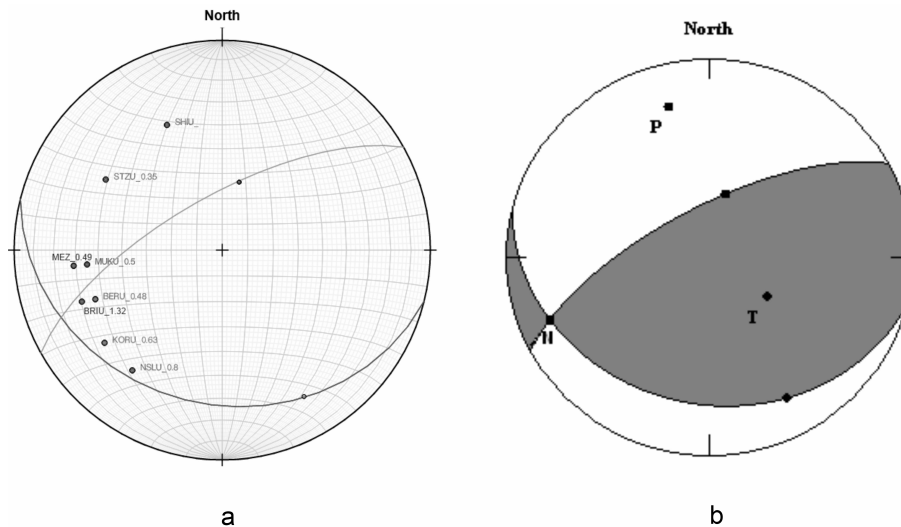 North
SHIU_
STZU_0.35
MEZ_0.49
MUKU_0.5
BERU_0.48
BRIU_1.32
KORU_0.63
NSLU_0.8
a
North
P
T
N
b